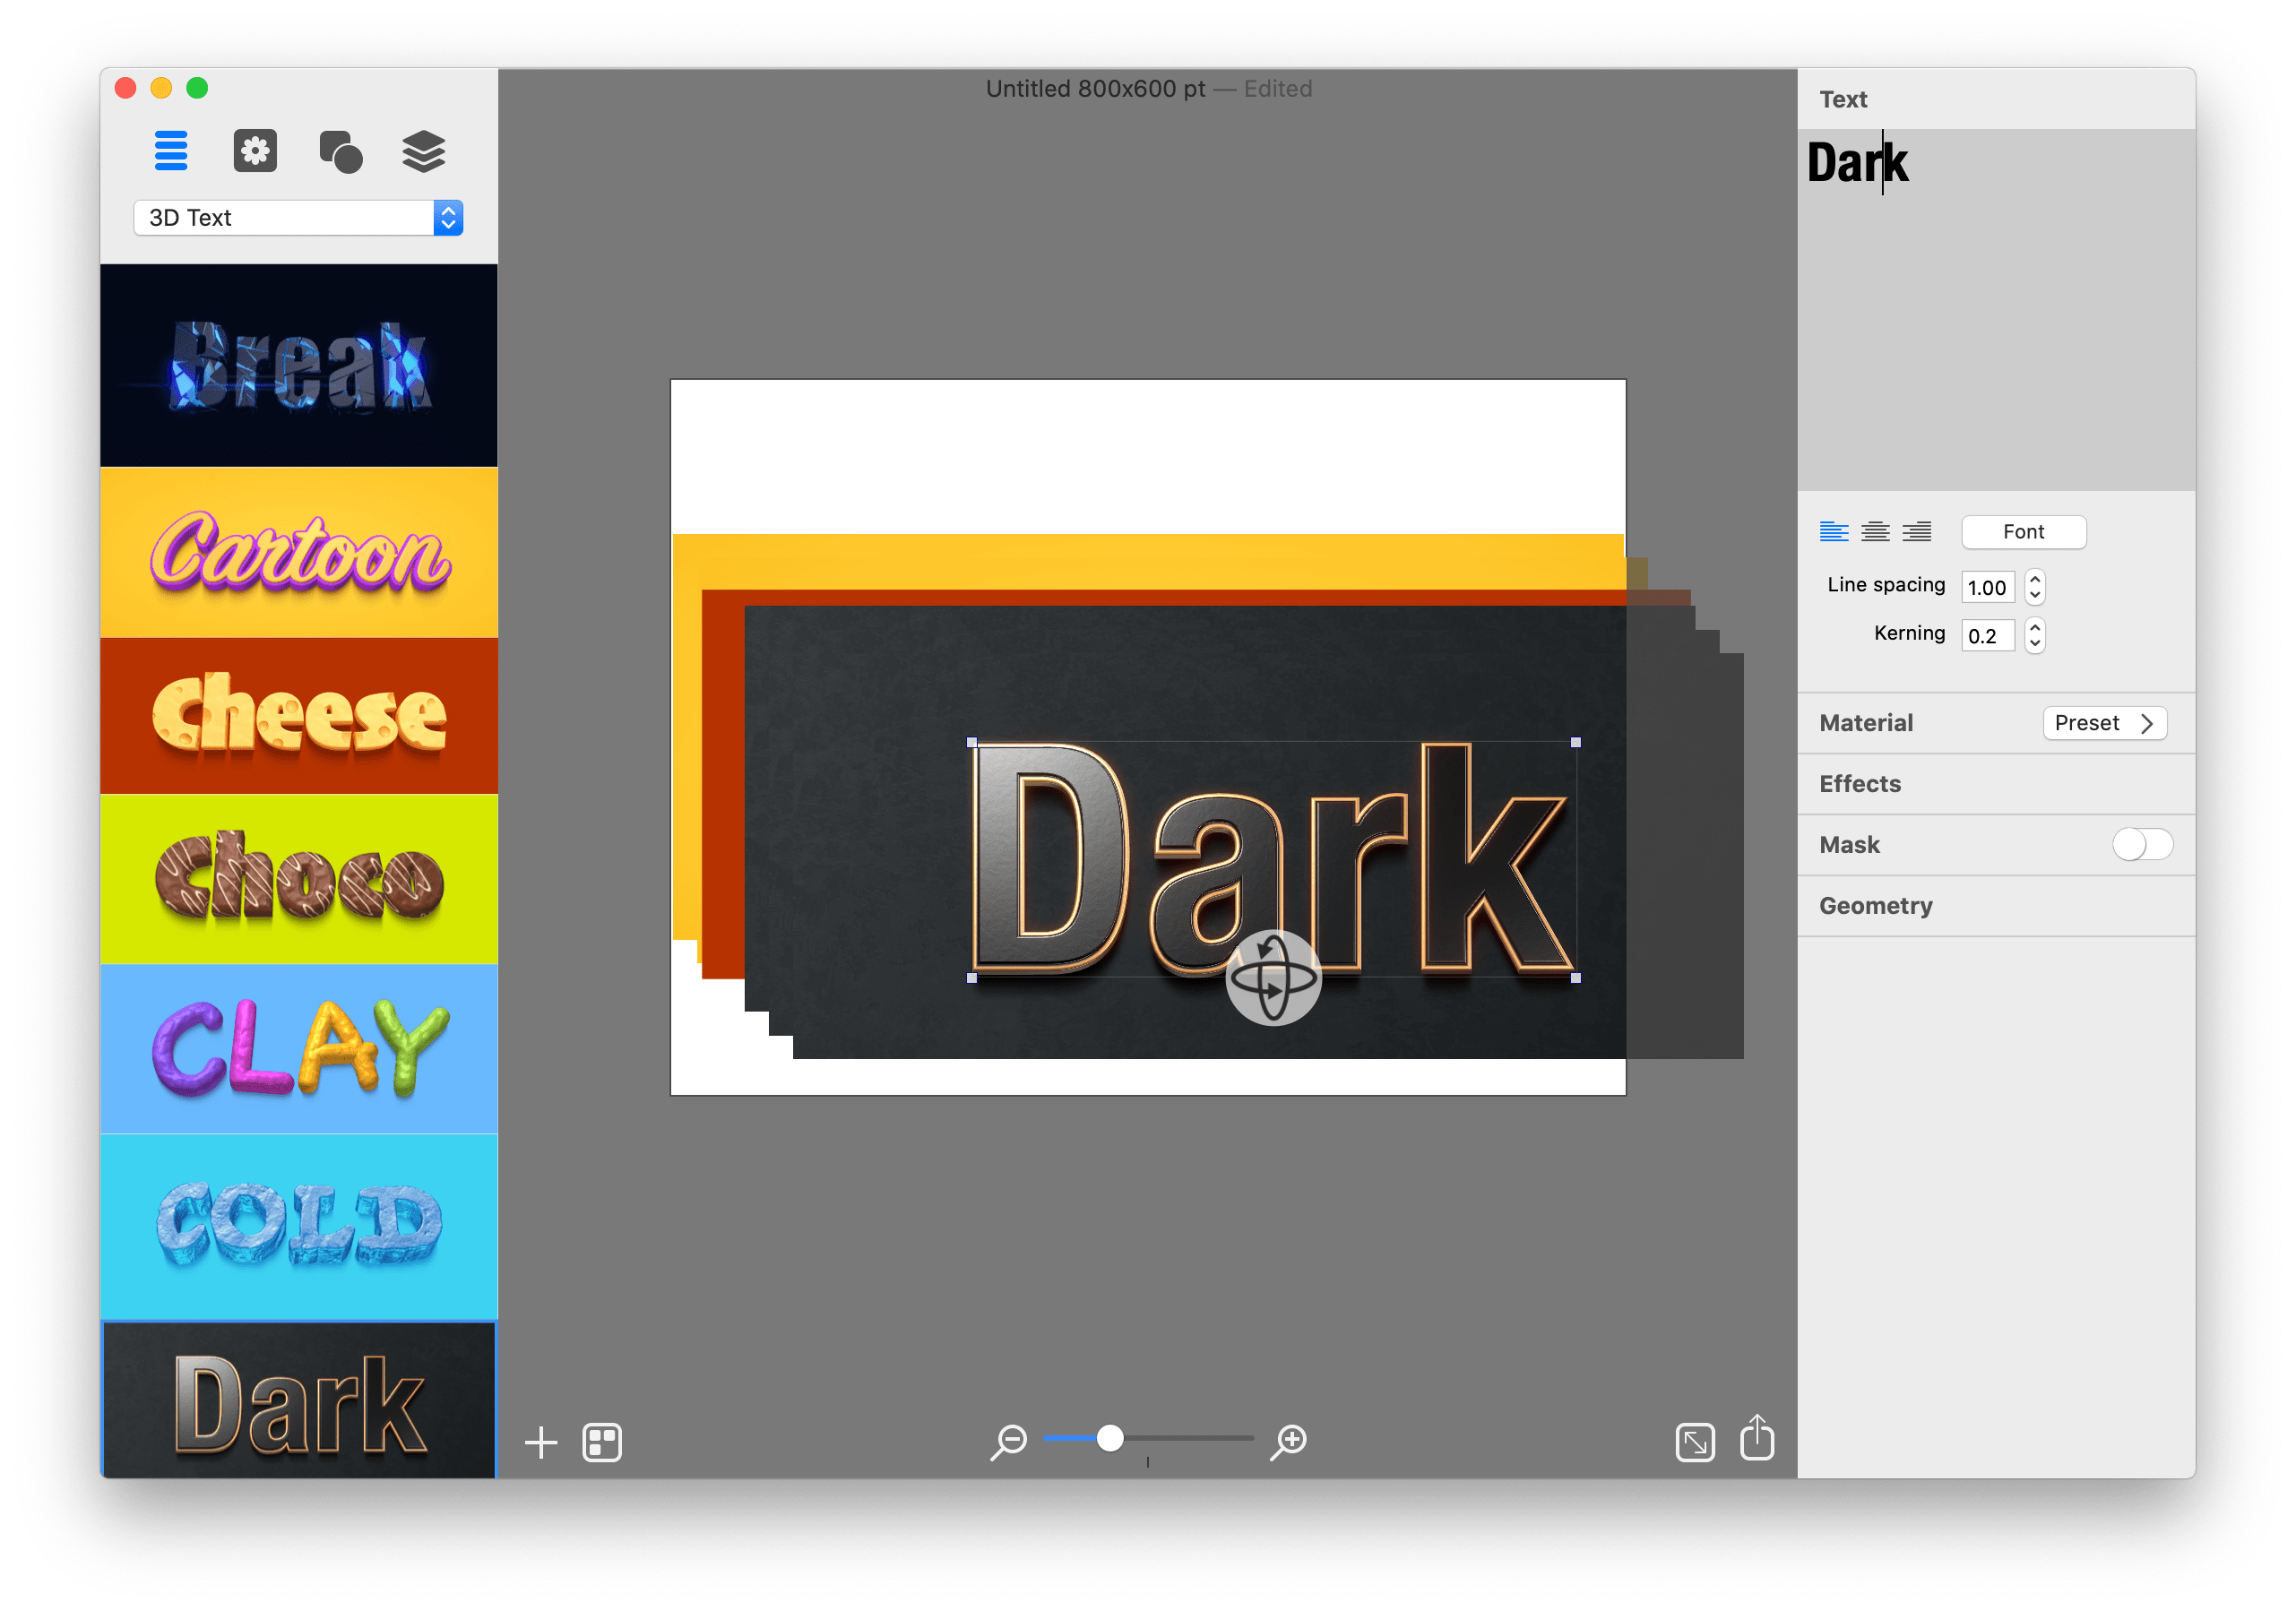 Untitled 800x600 pt — Edited
3D Text
Break
Cartoon
Cheese
Choco
CLAY
COLD
Dark
Dark
Text
Dark
Font
Line spacing 1.00
Kerning 0.2
Material Preset
Effects
Mask
Geometry